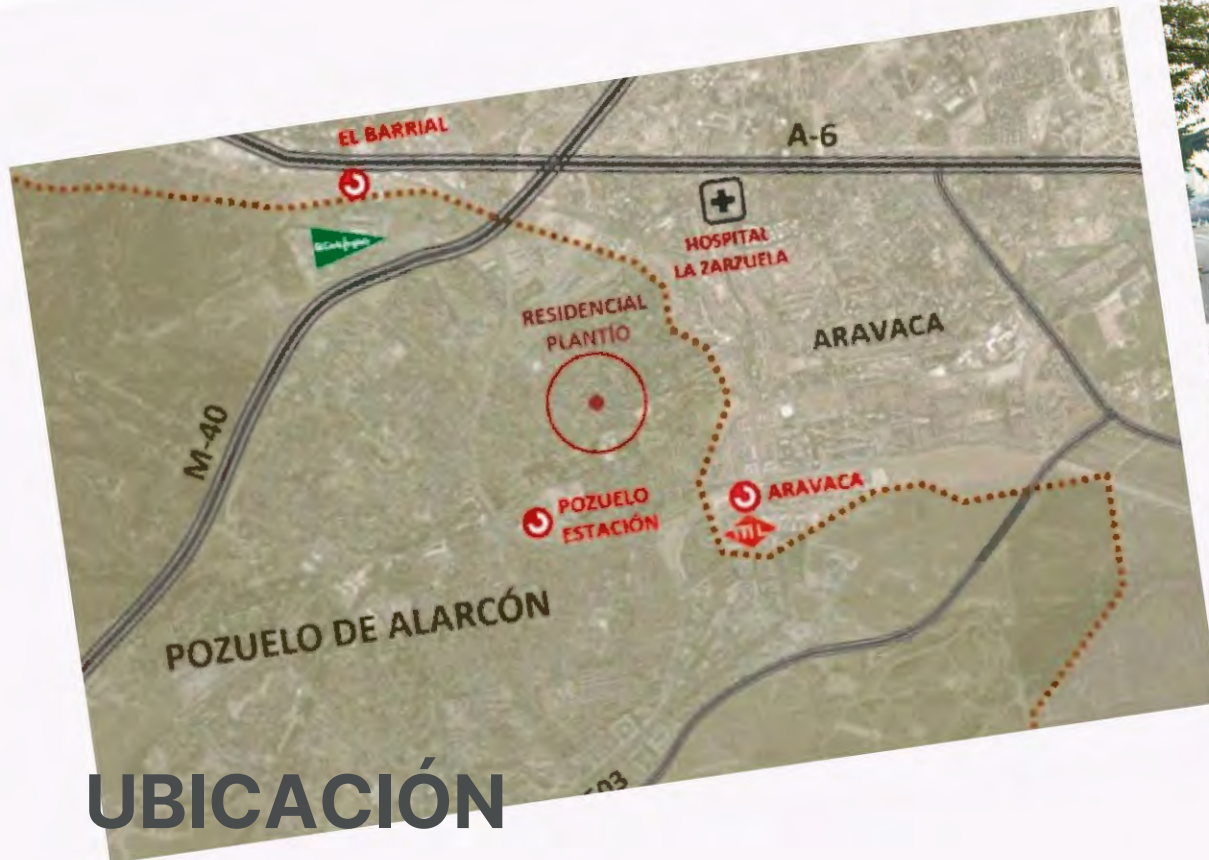 EL BARRIAL
A-6
HOSPITAL
LA ZARZUELA
RESIDENCIAL
PLANTÍO
ARAVACA
M-40
POZUELO
ESTACIÓN
ARAVACA
POZUELO DE ALARCÓN
UBICACIÓN